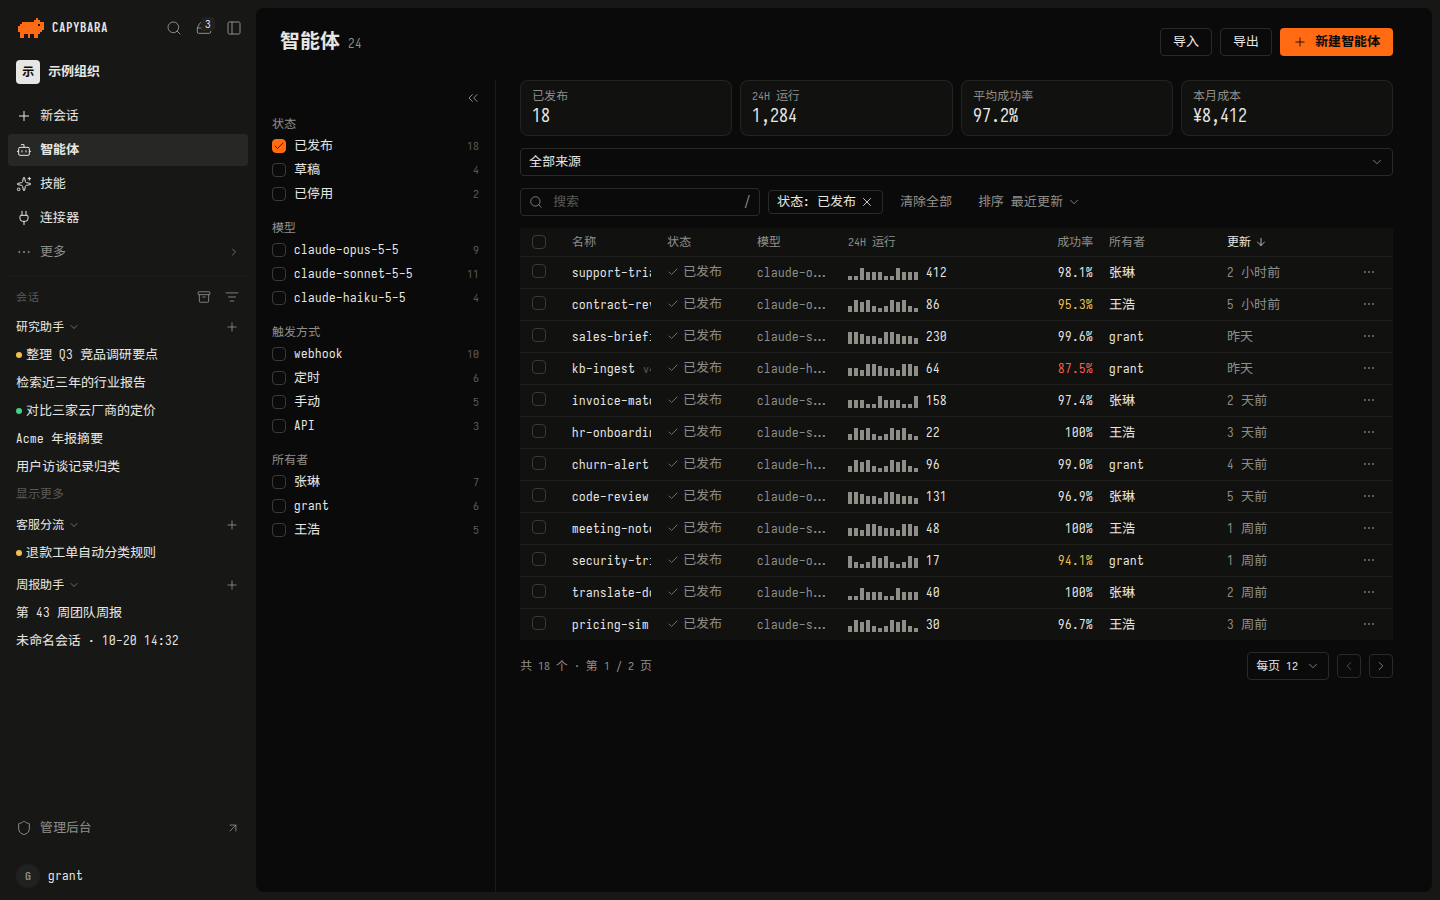 CAPYBARA
3
示 示例组织
新会话
智能体
技能
连接器
更多
会话
研究助手
整理 Q3 竞品调研要点
检索近三年的行业报告
对比三家云厂商的定价
Acme 年报摘要
用户访谈记录归类
显示更多
客服分流
退款工单自动分类规则
周报助手
第 43 周团队周报
未命名会话 · 10-20 14:32
管理后台
G grant
智能体 24
导入 导出 + 新建智能体
状态
已发布 18
草稿 4
已停用 2
模型
claude-opus-5-5 9
claude-sonnet-5-5 11
claude-haiku-5-5 4
触发方式
webhook 10
定时 6
手动 5
API 3
所有者
张琳 7
grant 6
王浩 5
已发布 24H 运行 平均成功率 本月成本
18 1,284 97.2% ¥8,412
全部来源
搜索 / 状态: 已发布 × 清除全部 排序 最近更新
名称 状态 模型 24H 运行 成功率 所有者 更新 ↓
support-tria 已发布 claude-o... 412 98.1% 张琳 2 小时前 ...
contract-rev 已发布 claude-o... 86 95.3% 王浩 5 小时前 ...
sales-briefi 已发布 claude-s... 230 99.6% grant 昨天 ...
kb-ingest 已发布 claude-h... 64 87.5% grant 昨天 ...
invoice-matc 已发布 claude-s... 158 97.4% 张琳 2 天前 ...
hr-onboardin 已发布 claude-s... 22 100% 王浩 3 天前 ...
churn-alert 已发布 claude-h... 96 99.0% grant 4 天前 ...
code-review 已发布 claude-o... 131 96.9% 张琳 5 天前 ...
meeting-note 已发布 claude-s... 48 100% 王浩 1 周前 ...
security-tri 已发布 claude-o... 17 94.1% grant 1 周前 ...
translate-do 已发布 claude-h... 40 100% 张琳 2 周前 ...
pricing-sim 已发布 claude-s... 30 96.7% 王浩 3 周前 ...
共 18 个 · 第 1 / 2 页 每页 12